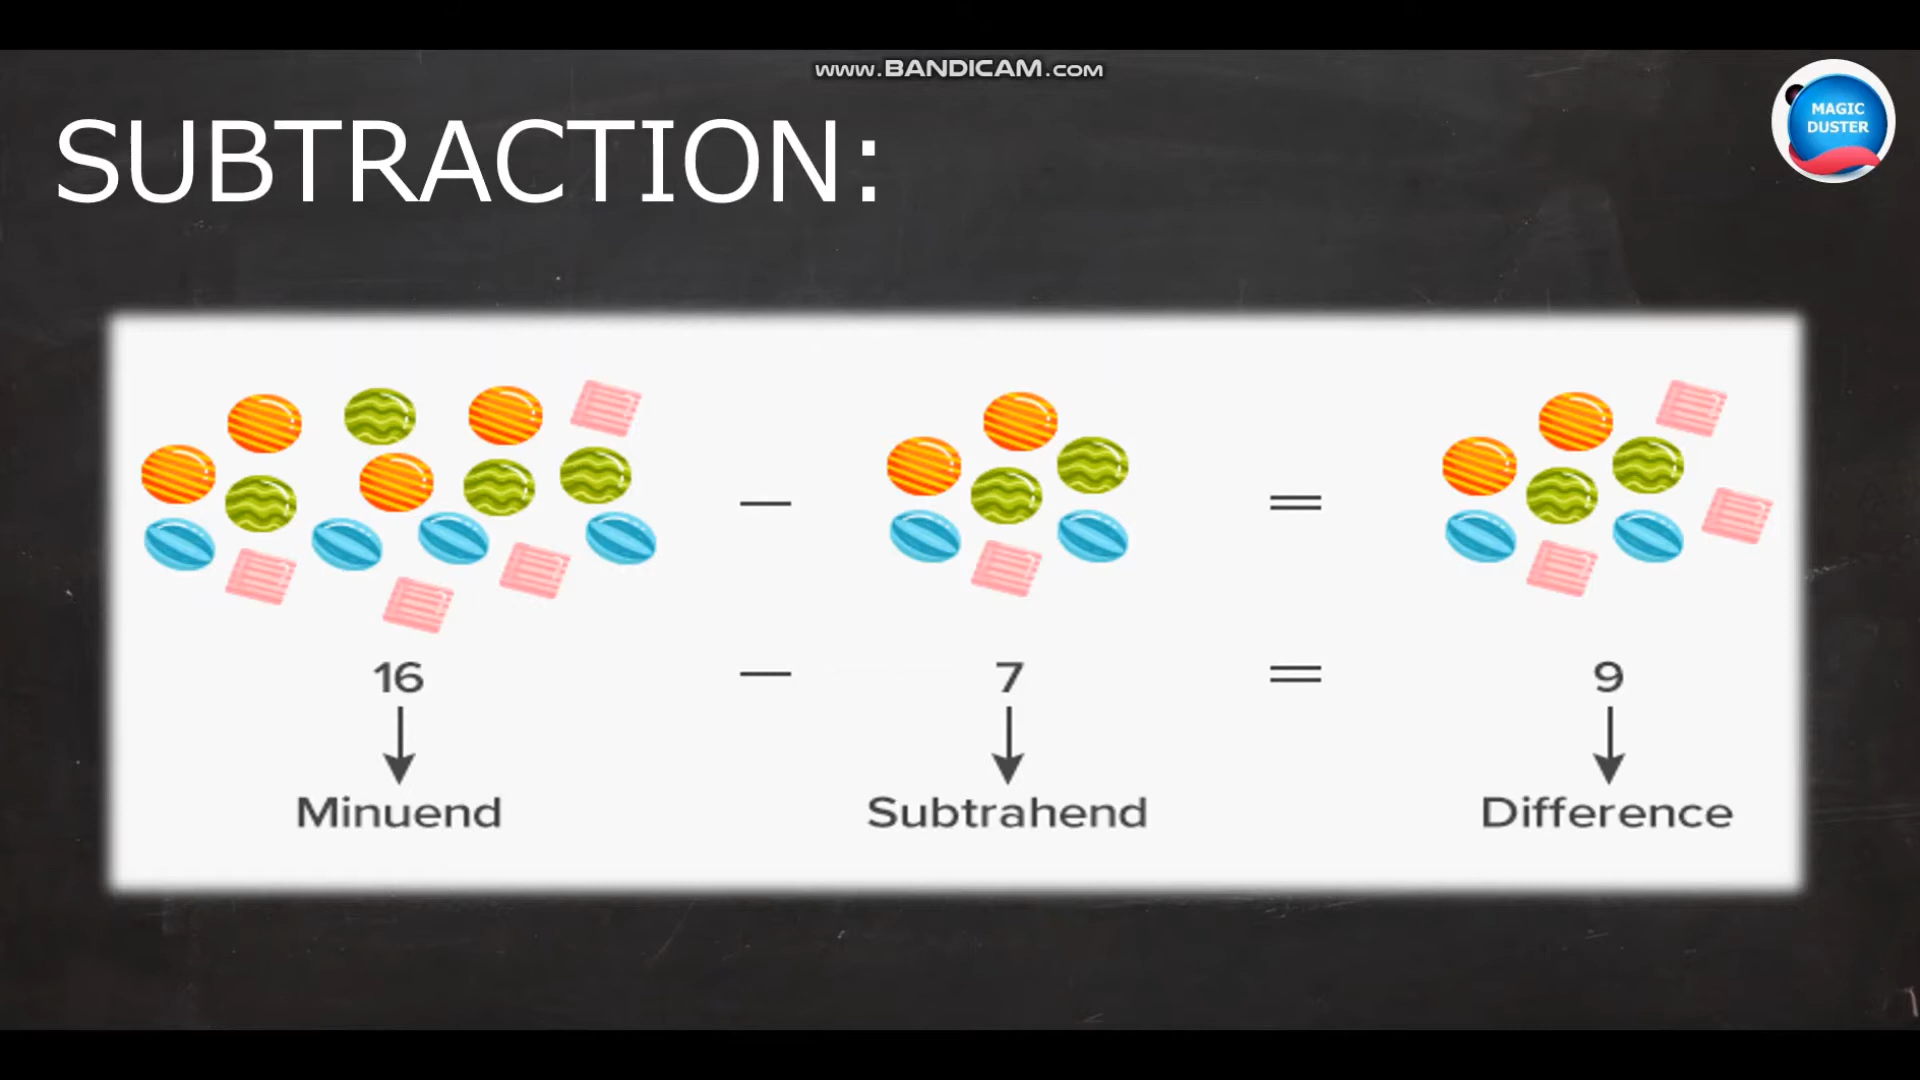 www.BANDICAM.COM
MAGIC
DUSTER
SUBTRACTION:
— =
16 — 7 = 9
Minuend Subtrahend Difference